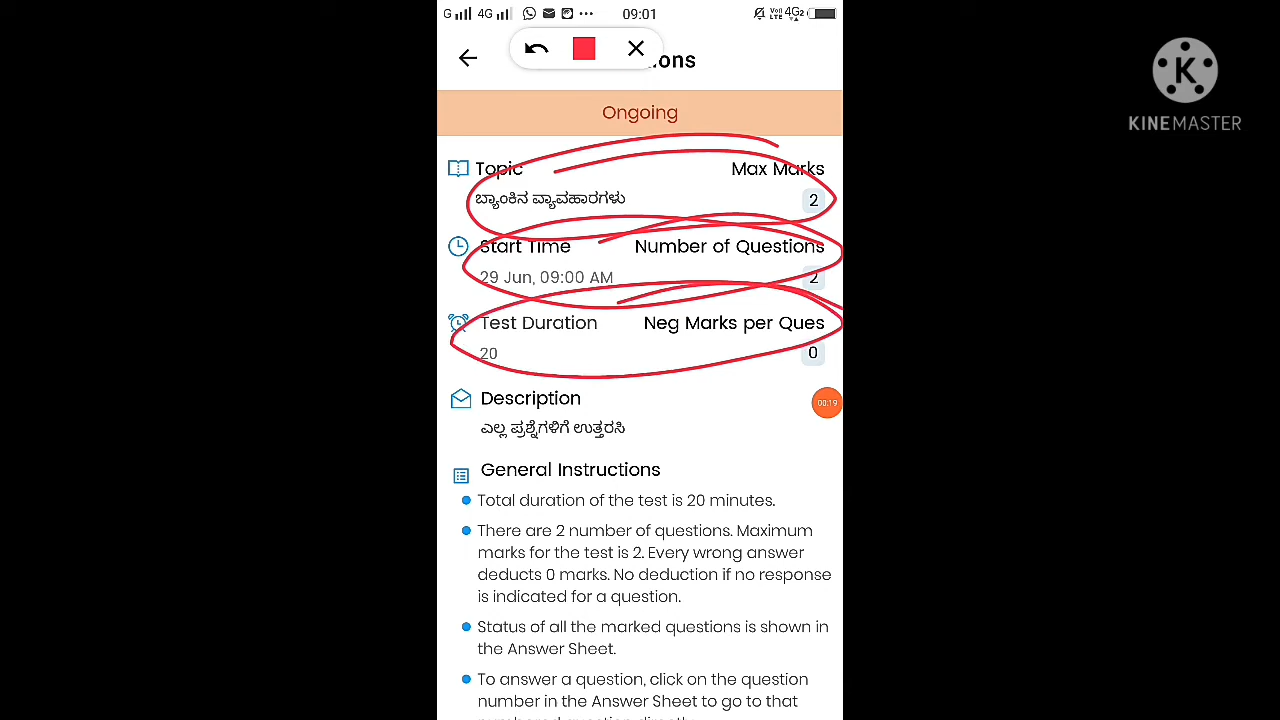 G 4G ... 09:01 VoD LTE 4G2
ions
Ongoing
Topic Max Marks
ಬ್ಯಾಂಕಿನ ವ್ಯಾವಹಾರಗಳು 2
Start Time Number of Questions
29 Jun, 09:00 AM 2
Test Duration Neg Marks per Ques
20 0
Description
00:19
ಎಲ್ಲ ಪ್ರಶ್ನೆಗಳಿಗೆ ಉತ್ತರಸಿ
General Instructions
Total duration of the test is 20 minutes.
There are 2 number of questions. Maximum
marks for the test is 2. Every wrong answer
deducts 0 marks. No deduction if no response
is indicated for a question.
Status of all the marked questions is shown in
the Answer Sheet.
To answer a question, click on the question
number in the Answer Sheet to go to that
numbered question directly
K
KINEMASTER